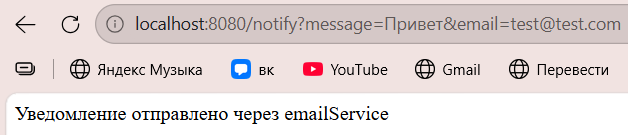 localhost:8080/notify?message=Привет&email=test@test.com
Яндекс Музыка вк YouTube Gmail Перевести
Уведомление отправлено через emailService